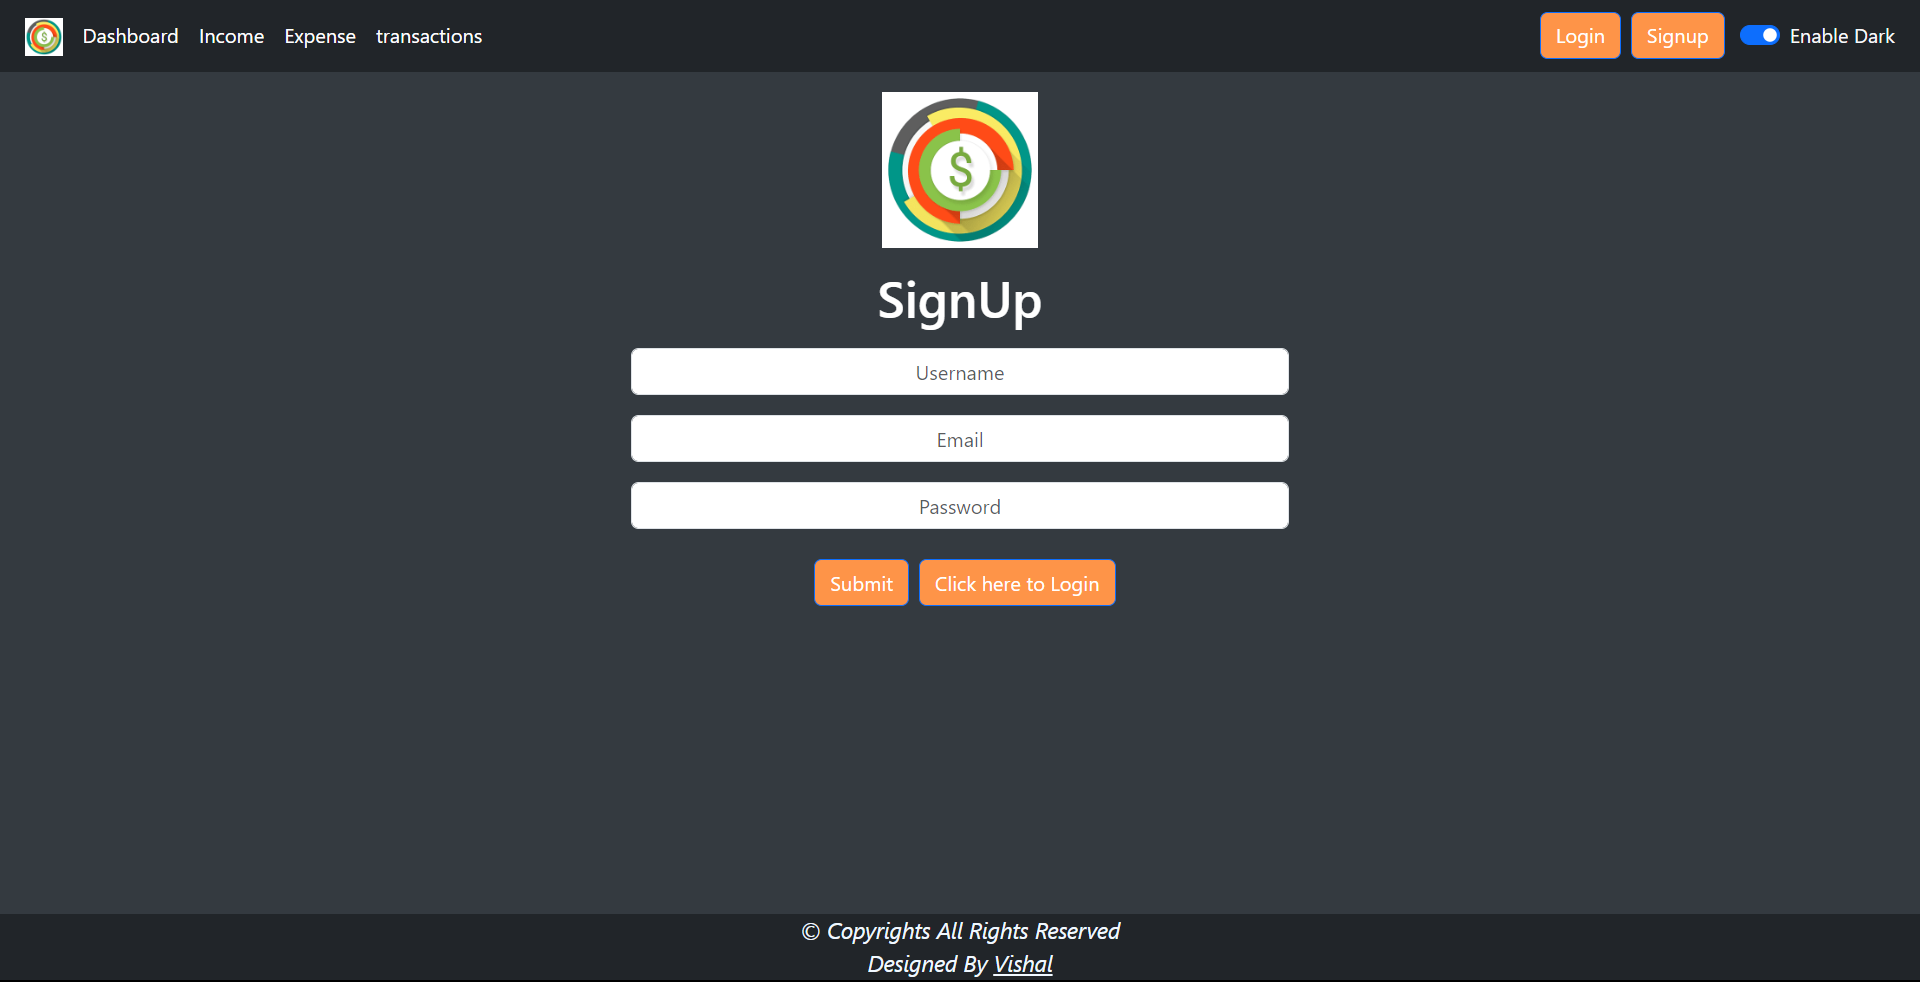 Dashboard Income Expense transactions Login Signup Enable Dark
$
SignUp
Username
Email
Password
Submit Click here to Login
© Copyrights All Rights Reserved
Designed By Vishal